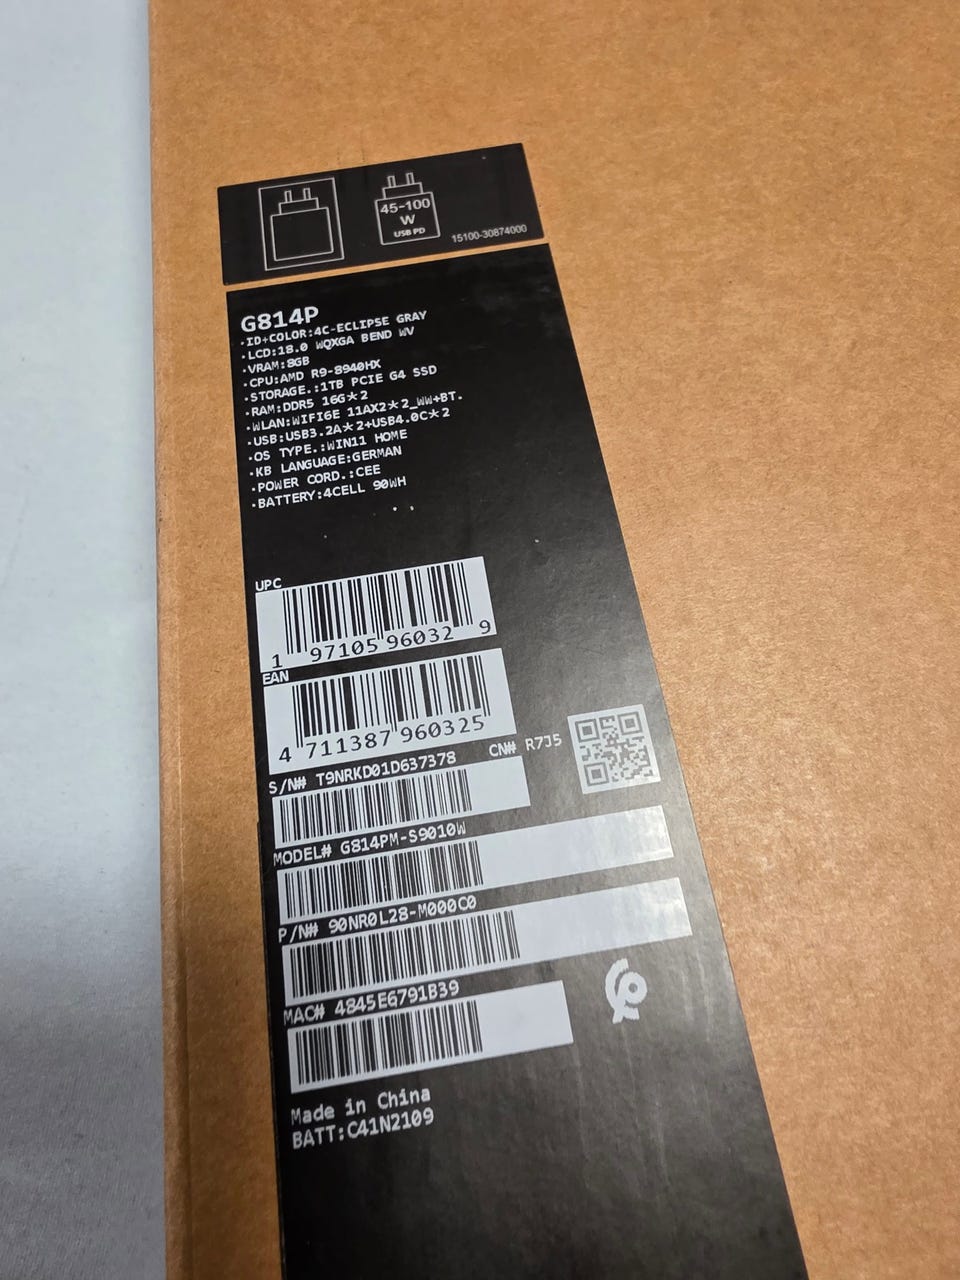 45-100
W
USB PD
15100-30874000
G814P
·ID+COLOR:4C-ECLIPSE GRAY
·LCD:18.0 WQXGA BEND WV
·VRAM:8GB
·CPU:AMD R9-8940HX
·STORAGE.:1TB PCIE G4 SSD
·RAM:DDR5 16G*2
·WLAN:WIFI6E 11AX2*2_WW+BT.
·USB:USB3.2A*2+USB4.0C*2
·OS TYPE.:WIN11 HOME
·KB LANGUAGE:GERMAN
·POWER CORD.:CEE
·BATTERY:4CELL 90WH
UPC
1 97105 96032 9
EAN
4 711387 960325
S/N# T9NRKD01D637378 CN# R7J5
MODEL# G814PM-S9010W
P/N# 90NR0L28-M000C0
MAC# 4845E6791B39
Made in China
BATT:C41N2109